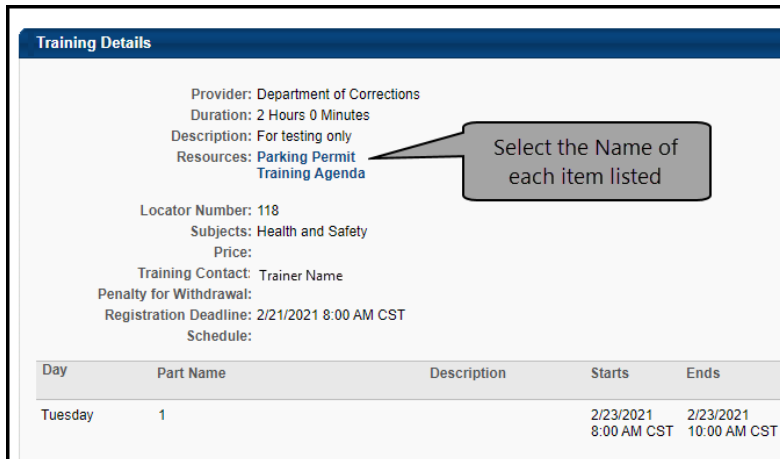 Training Details
Provider: Department of Corrections
Duration: 2 Hours 0 Minutes
Description: For testing only
Resources: Parking Permit
Training Agenda
Select the Name of
each item listed
Locator Number: 118
Subjects: Health and Safety
Price:
Training Contact: Trainer Name
Penalty for Withdrawal:
Registration Deadline: 2/21/2021 8:00 AM CST
Schedule:
Day Part Name Description Starts Ends
Tuesday 1 2/23/2021 2/23/2021
8:00 AM CST 10:00 AM CST